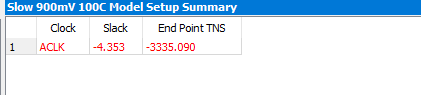 Slow 900mV 100C Model Setup Summary
Clock Slack End Point TNS
1 ACLK -4.353 -3335.090